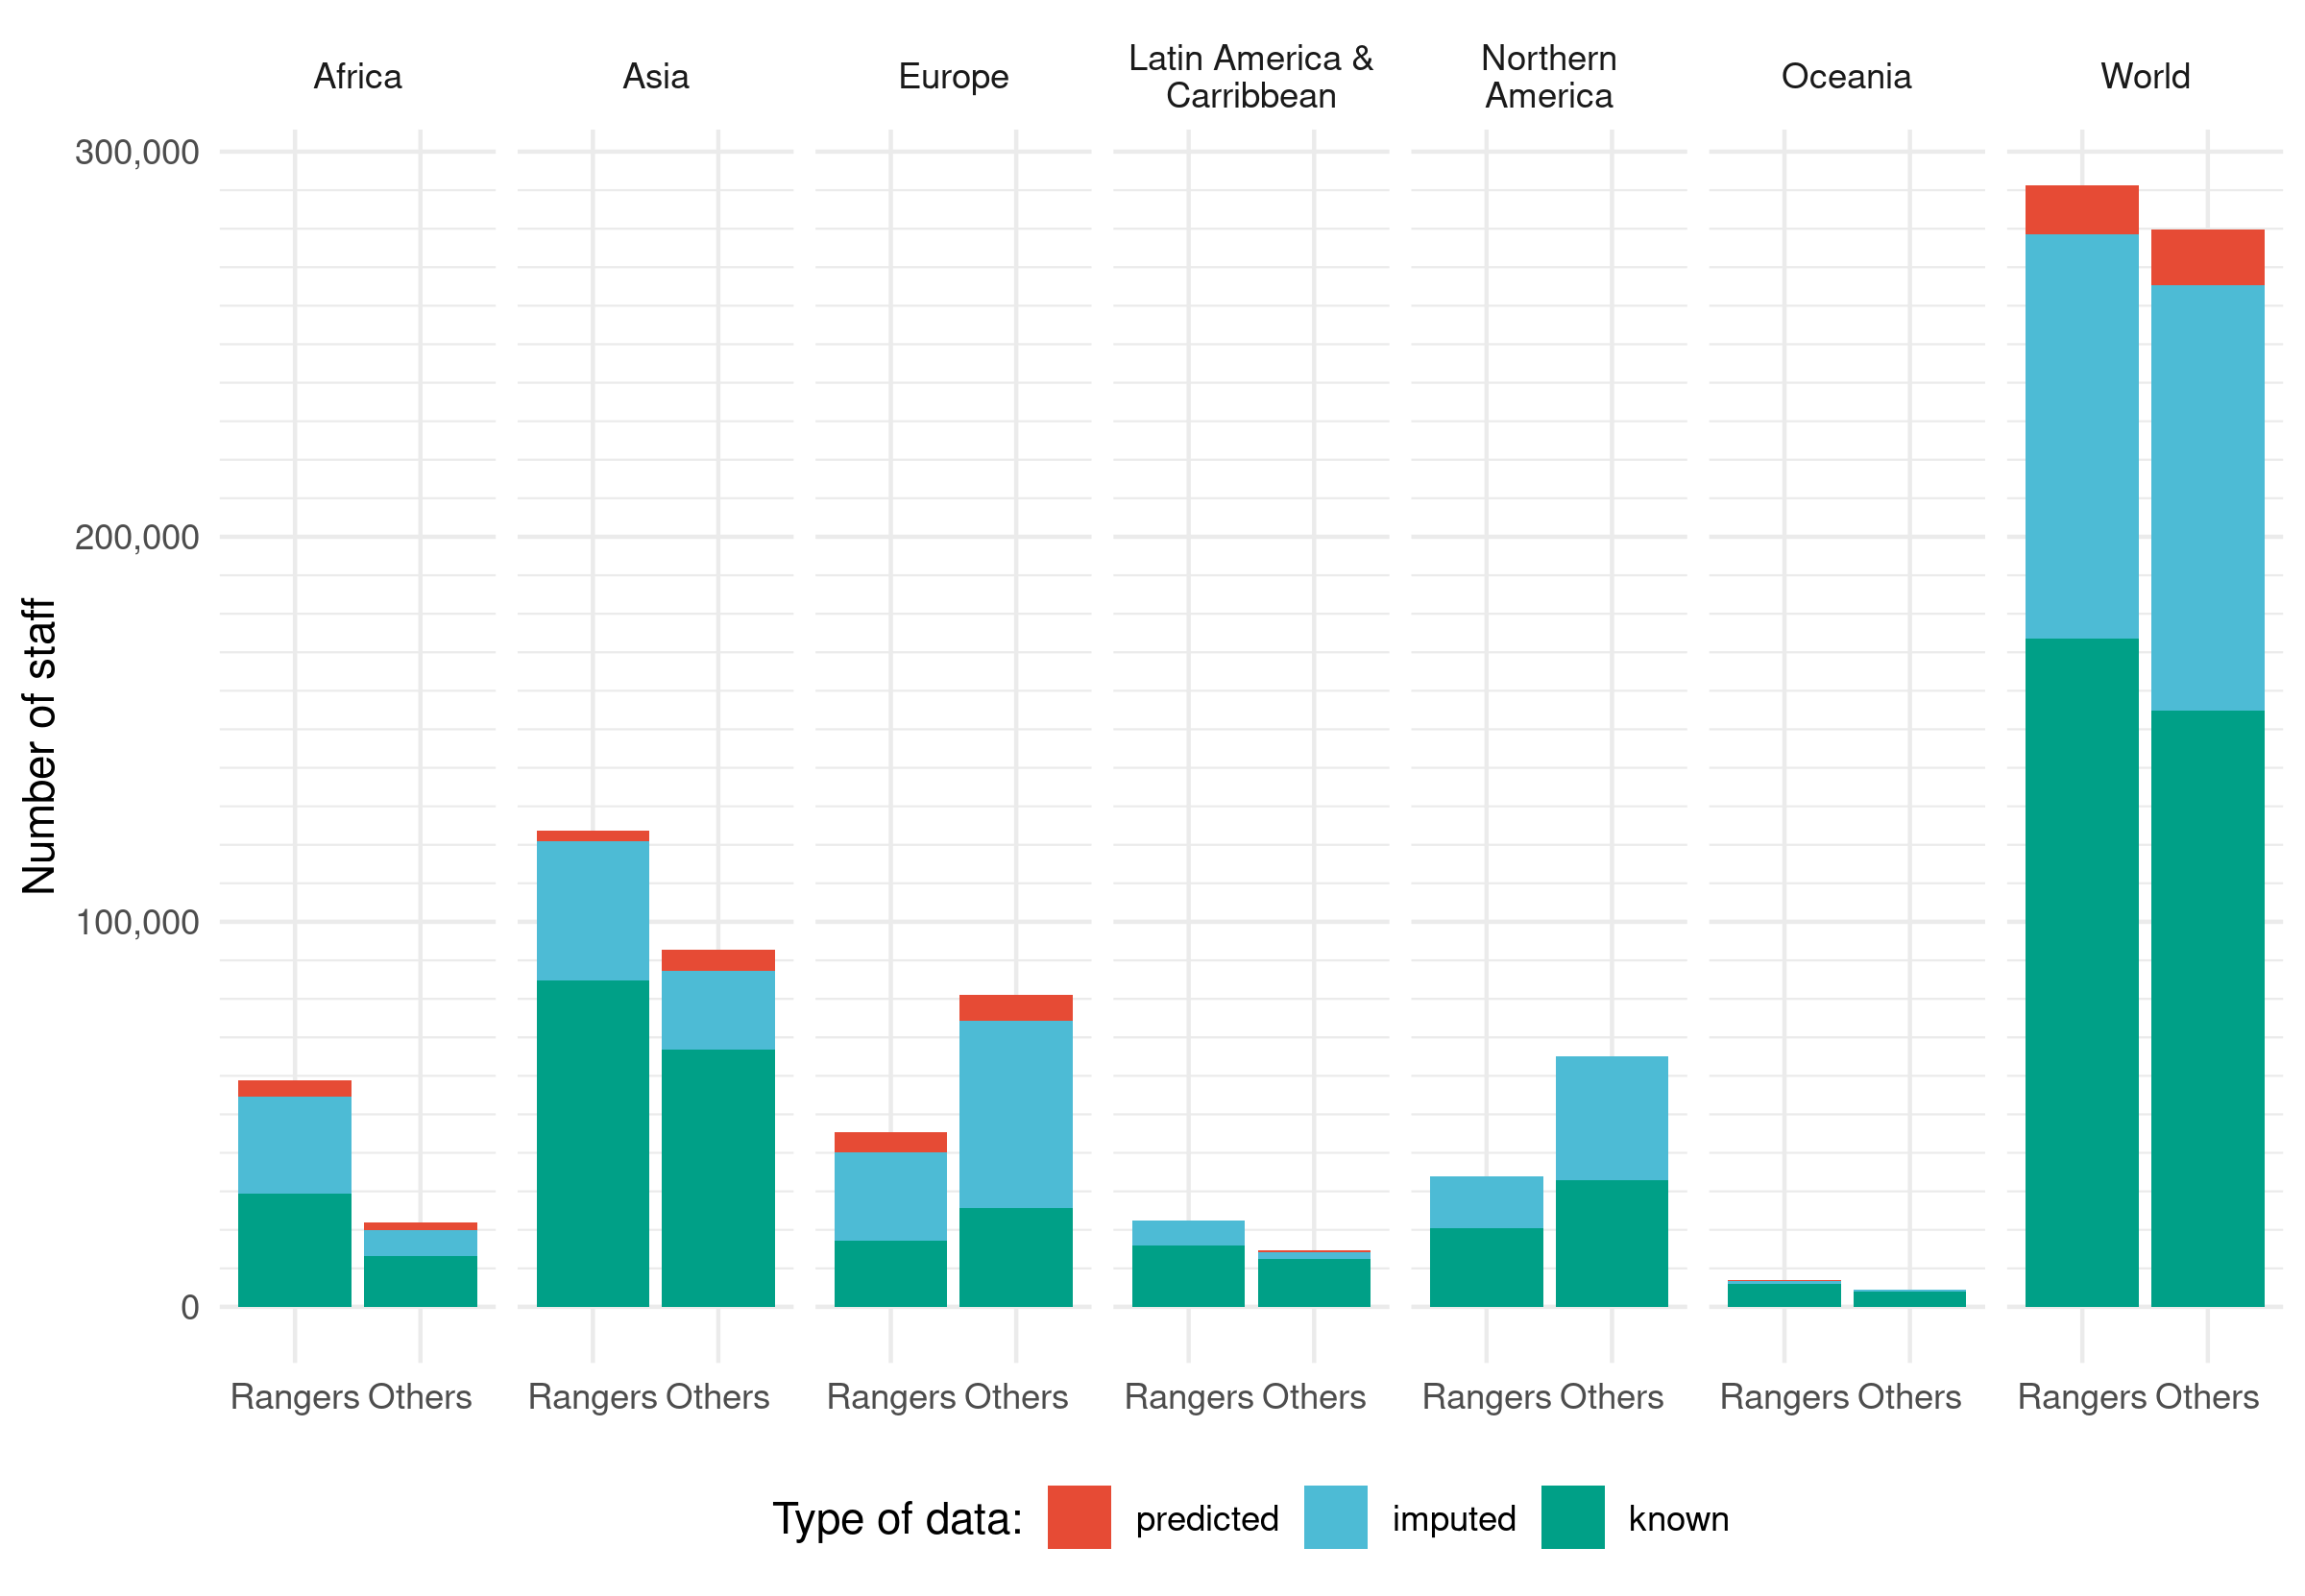 Africa
Asia
Europe
Latin America &
Carribbean
Northern
America
Oceania
World
300,000
200,000
100,000
0
Number of staff
Rangers Others
Rangers Others
Rangers Others
Rangers Others
Rangers Others
Rangers Others
Rangers Others
Type of data: predicted imputed known